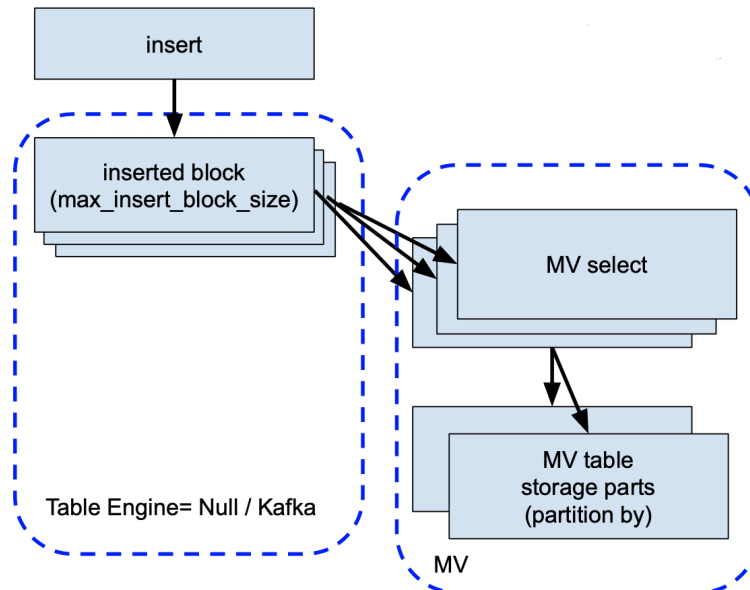 insert
inserted block
(max_insert_block_size)
MV select
MV table
storage parts
(partition by)
Table Engine= Null / Kafka
MV